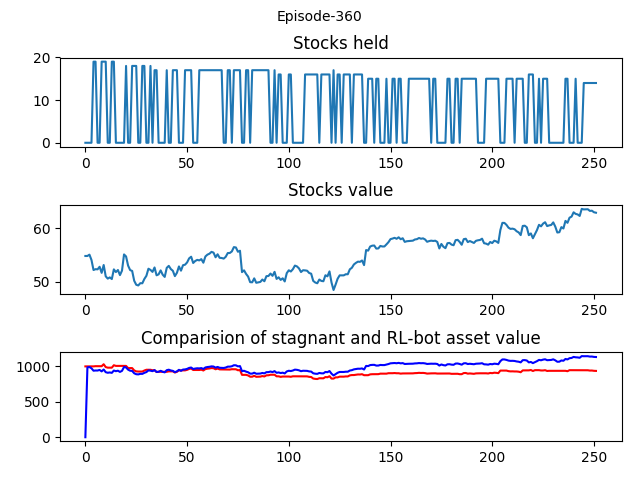 Episode-360
Stocks held
20
10
0
0 50 100 150 200 250
Stocks value
60
50
0 50 100 150 200 250
Comparision of stagnant and RL-bot asset value
1000
500
0
0 50 100 150 200 250